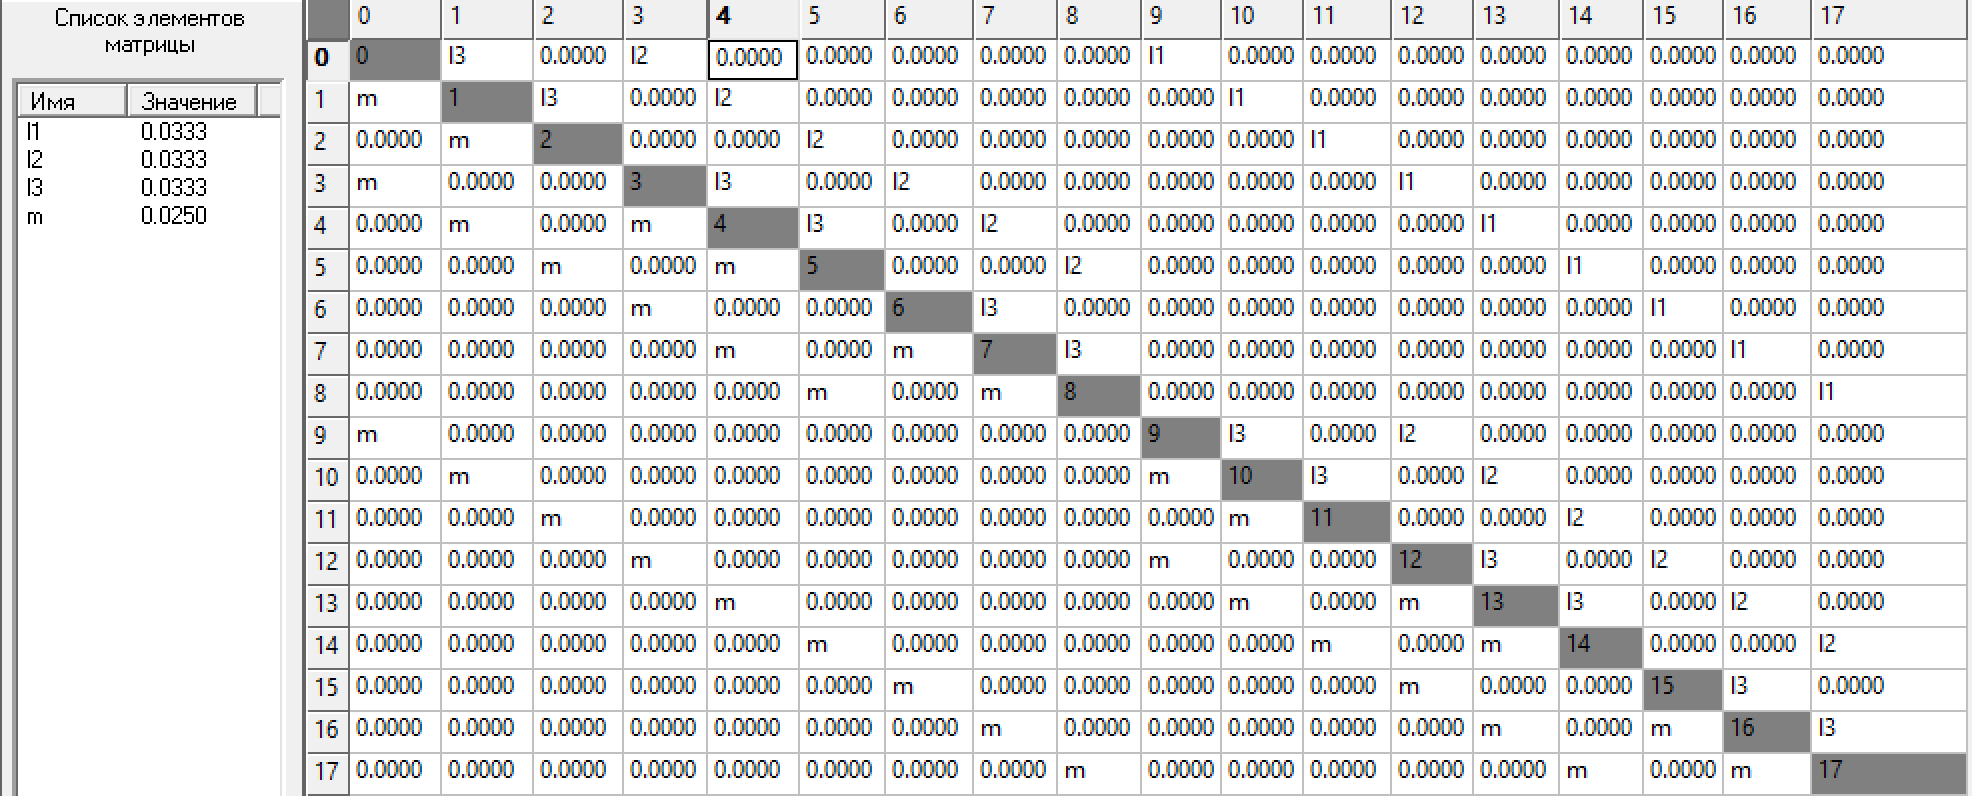 Список элементов
матрицы
Имя Значение
l1 0.0333
l2 0.0333
l3 0.0333
m 0.0250
0 1 2 3 4 5 6 7 8 9 10 11 12 13 14 15 16 17
0 0 l3 0.0000 l2 0.0000 0.0000 0.0000 0.0000 0.0000 l1 0.0000 0.0000 0.0000 0.0000 0.0000 0.0000 0.0000 0.0000
1 m 1 l3 0.0000 l2 0.0000 0.0000 0.0000 0.0000 0.0000 l1 0.0000 0.0000 0.0000 0.0000 0.0000 0.0000 0.0000
2 0.0000 m 2 0.0000 0.0000 l2 0.0000 0.0000 0.0000 0.0000 0.0000 l1 0.0000 0.0000 0.0000 0.0000 0.0000 0.0000
3 m 0.0000 0.0000 3 l3 0.0000 l2 0.0000 0.0000 0.0000 0.0000 0.0000 l1 0.0000 0.0000 0.0000 0.0000 0.0000
4 0.0000 m 0.0000 m 4 l3 0.0000 l2 0.0000 0.0000 0.0000 0.0000 0.0000 l1 0.0000 0.0000 0.0000 0.0000
5 0.0000 0.0000 m 0.0000 m 5 0.0000 0.0000 l2 0.0000 0.0000 0.0000 0.0000 0.0000 l1 0.0000 0.0000 0.0000
6 0.0000 0.0000 0.0000 m 0.0000 0.0000 6 l3 0.0000 0.0000 0.0000 0.0000 0.0000 0.0000 0.0000 l1 0.0000 0.0000
7 0.0000 0.0000 0.0000 0.0000 m 0.0000 m 7 l3 0.0000 0.0000 0.0000 0.0000 0.0000 0.0000 0.0000 l1 0.0000
8 0.0000 0.0000 0.0000 0.0000 0.0000 m 0.0000 m 8 0.0000 0.0000 0.0000 0.0000 0.0000 0.0000 0.0000 0.0000 l1
9 m 0.0000 0.0000 0.0000 0.0000 0.0000 0.0000 0.0000 0.0000 9 l3 0.0000 l2 0.0000 0.0000 0.0000 0.0000 0.0000
10 0.0000 m 0.0000 0.0000 0.0000 0.0000 0.0000 0.0000 0.0000 m 10 l3 0.0000 l2 0.0000 0.0000 0.0000 0.0000
11 0.0000 0.0000 m 0.0000 0.0000 0.0000 0.0000 0.0000 0.0000 0.0000 m 11 0.0000 0.0000 l2 0.0000 0.0000 0.0000
12 0.0000 0.0000 0.0000 m 0.0000 0.0000 0.0000 0.0000 0.0000 m 0.0000 0.0000 12 l3 0.0000 l2 0.0000 0.0000
13 0.0000 0.0000 0.0000 0.0000 m 0.0000 0.0000 0.0000 0.0000 0.0000 m 0.0000 m 13 l3 0.0000 l2 0.0000
14 0.0000 0.0000 0.0000 0.0000 0.0000 m 0.0000 0.0000 0.0000 0.0000 0.0000 m 0.0000 m 14 0.0000 0.0000 l2
15 0.0000 0.0000 0.0000 0.0000 0.0000 0.0000 m 0.0000 0.0000 0.0000 0.0000 0.0000 m 0.0000 0.0000 15 l3 0.0000
16 0.0000 0.0000 0.0000 0.0000 0.0000 0.0000 0.0000 m 0.0000 0.0000 0.0000 0.0000 0.0000 m 0.0000 m 16 l3
17 0.0000 0.0000 0.0000 0.0000 0.0000 0.0000 0.0000 0.0000 m 0.0000 0.0000 0.0000 0.0000 0.0000 m 0.0000 m 17